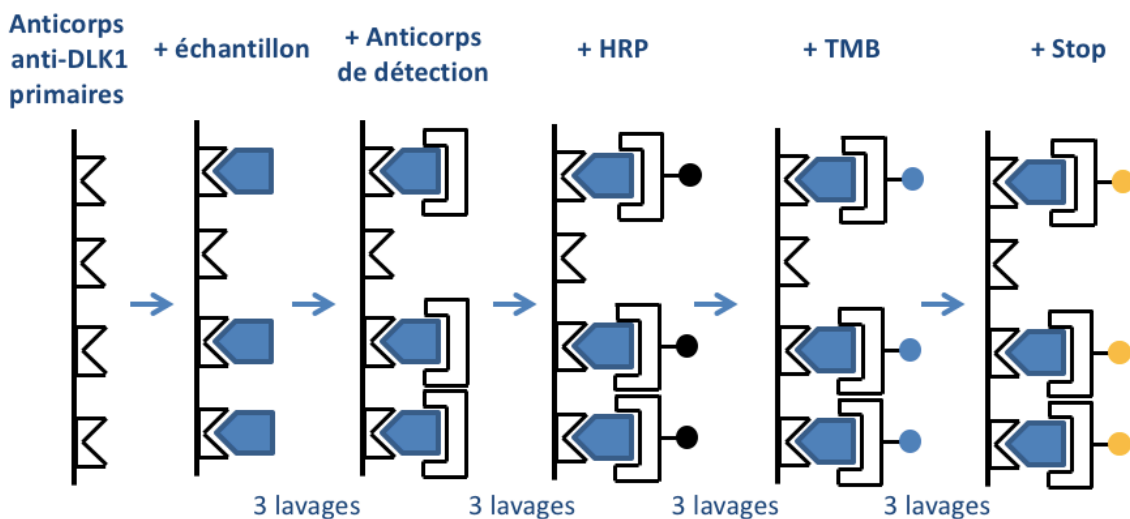 Anticorps
anti-DLK1
primaires
+ échantillon
+ Anticorps
de détection
+ HRP
+ TMB
+ Stop
3 lavages
3 lavages
3 lavages
3 lavages